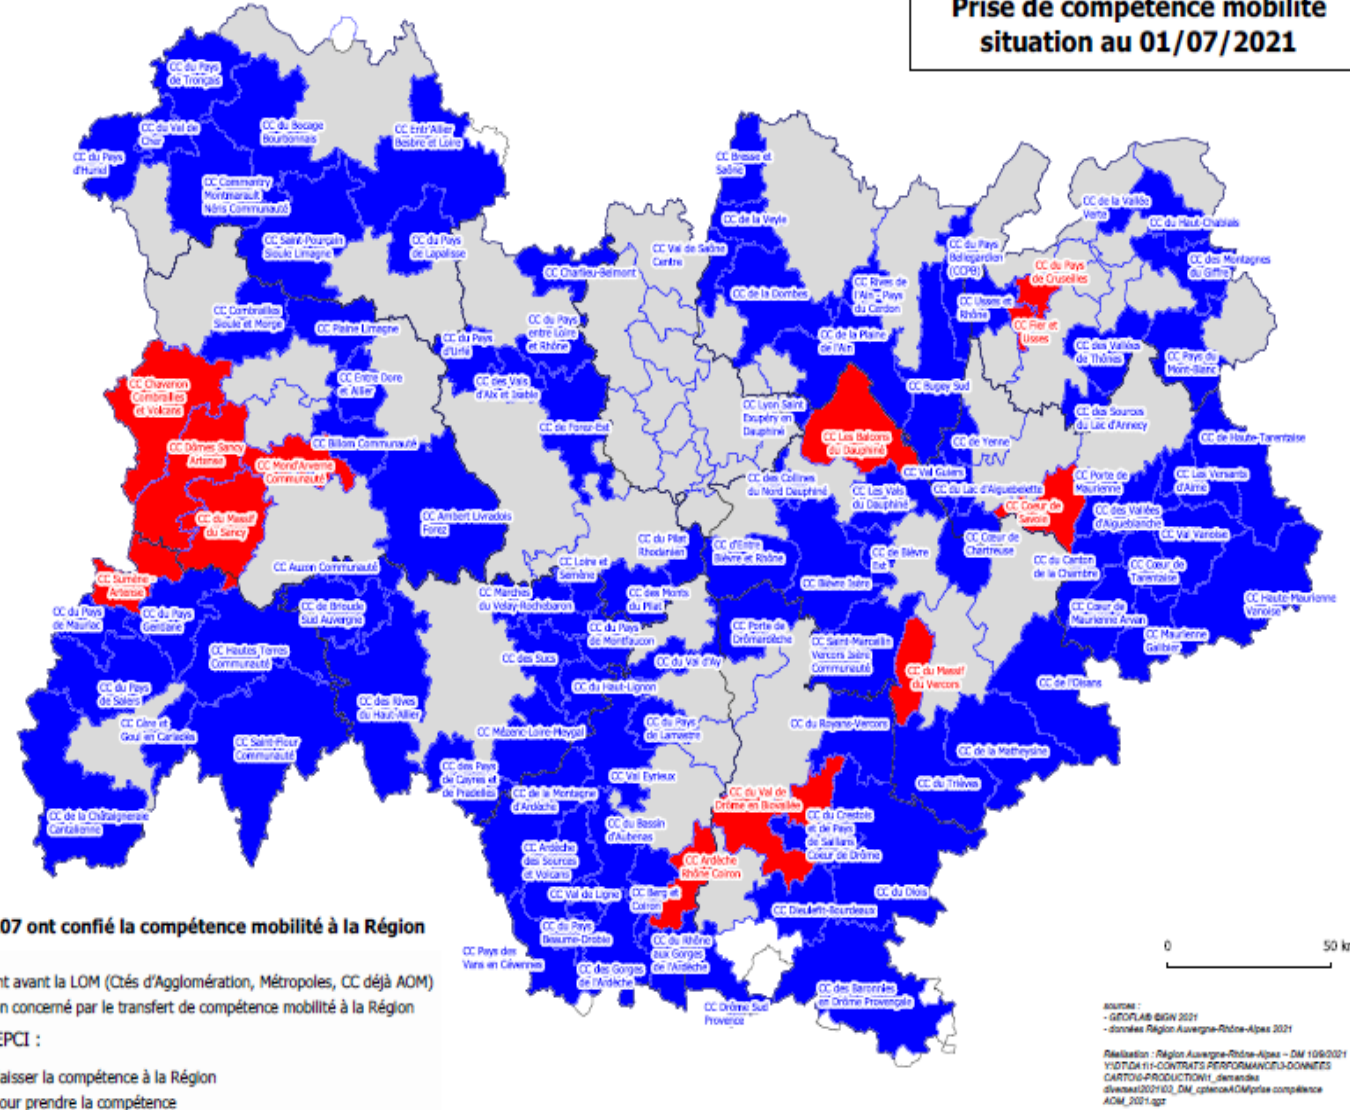 Prise de compétence mobilité
situation au 01/07/2021
CC du Pays
de Tronçais
CC du Val de
Cher
CC du Bocage
Bourbonnais
CC Entr'Allier
Besbre et Loire
CC du Pays
d'Huriel
CC Commentry
Montmarault
Néris Communauté
CC Saint-Pourçain
Sioule Limagne
CC du Pays
de Lapalisse
CC Bresse et
Saône
CC de la Veyle
CC Val de Saône
Centre
CC de la Dombes
CC Rives de
l'Ain - Pays
du Cerdon
CC de la Plaine
de l'Ain
CC du Pays
Bellegardien
(CCPB)
CC Usses et
Rhône
CC du Pays
de Cruseilles
CC Fier et
Usses
CC de la Vallée
Verte
CC du Haut-Chablais
CC des Montagnes
du Giffre
CC des Vallées
de Thônes
CC Pays du
Mont-Blanc
CC Charlieu-Belmont
CC Combrailles
Sioule et Morge
CC Plaine Limagne
CC du Pays
d'Urfé
CC du Pays
entre Loire
et Rhône
CC des Vals
d'Aix et Isable
CC de Forez-Est
CC Chavanon
Combrailles
et Volcans
CC Entre Dore
et Allier
CC Dômes Sancy
Artense
CC Billom Communauté
CC Mond'Arverne
Communauté
CC du Massif
du Sancy
CC Ambert Livradois
Forez
CC Lyon Saint
Exupéry en
Dauphiné
CC Les Balcons
du Dauphiné
CC Bugey Sud
CC de Yenne
CC des Sources
du Lac d'Annecy
CC de Haute-Tarentaise
CC Val Guiers
CC du Lac d'Aiguebelette
CC Porte de
Maurienne
CC Les Versants
d'Aime
CC Coeur de
Savoie
CC des Vallées
d'Aigueblanche
CC Val Vanoise
CC des Collines
du Nord Dauphiné
CC Les Vals
du Dauphiné
CC Cœur de
Chartreuse
CC du Canton
de la Chambre
CC Cœur de
Tarentaise
CC Haute-Maurienne
Vanoise
CC Cœur de
Maurienne Arvan
CC Maurienne
Galibier
CC du Pilat
Rhodanien
CC d'Entre
Bièvre et Rhône
CC de Bièvre
Est
CC Bièvre Isère
CC Auzon Communauté
CC Loire et
Semène
CC Sumène -
Artense
CC du Pays
de Mauriac
CC du Pays
Gentiane
CC de Brioude
Sud Auvergne
CC Marches
du Velay-Rochebaron
CC des Monts
du Pilat
CC du Pays
de Montfaucon
CC Porte de
DrômArdèche
CC Saint-Marcellin
Vercors Isère
Communauté
CC du Massif
du Vercors
CC de l'Oisans
CC Hautes Terres
Communauté
CC des Sucs
CC du Val d'Ay
CC du Haut-Lignon
CC du Pays
de Salers
CC Cère et
Goul en Carladès
CC des Rives
du Haut-Allier
CC Saint-Flour
Communauté
CC Mézenc-Loire-Meygal
CC du Pays
de Lamastre
CC du Royans-Vercors
CC de la Matheysine
CC du Trièves
CC des Pays
de Cayres et
de Pradelles
CC Val Eyrieux
CC de la Montagne
d'Ardèche
CC du Val de
Drôme en Biovallée
CC de la Châtaigneraie
Cantalienne
CC du Bassin
d'Aubenas
CC du Crestois
et de Pays
de Saillans
Coeur de Drôme
CC Ardèche
des Sources
et Volcans
CC Ardèche
Rhône Coiron
CC Val de Ligne
CC Berg et
Coiron
CC du Diois
CC Dieulefit-Bourdeaux
CC du Pays
Beaume-Drobie
CC Pays des
Vans en Cévennes
CC des Gorges
de l'Ardèche
CC du Rhône
aux Gorges
de l'Ardèche
CC Drôme Sud
Provence
CC des Baronnies
en Drôme Provençale
07 ont confié la compétence mobilité à la Région
nt avant la LOM (Ctés d'Agglomération, Métropoles, CC déjà AOM)
n concerné par le transfert de compétence mobilité à la Région
EPCI :
aisser la compétence à la Région
our prendre la compétence
0 50 k
sources :
- GEOFLA® ©IGN 2021
- données Région Auvergne-Rhône-Alpes 2021
Réalisation : Région Auvergne-Rhône-Alpes – DM 10/9/2021